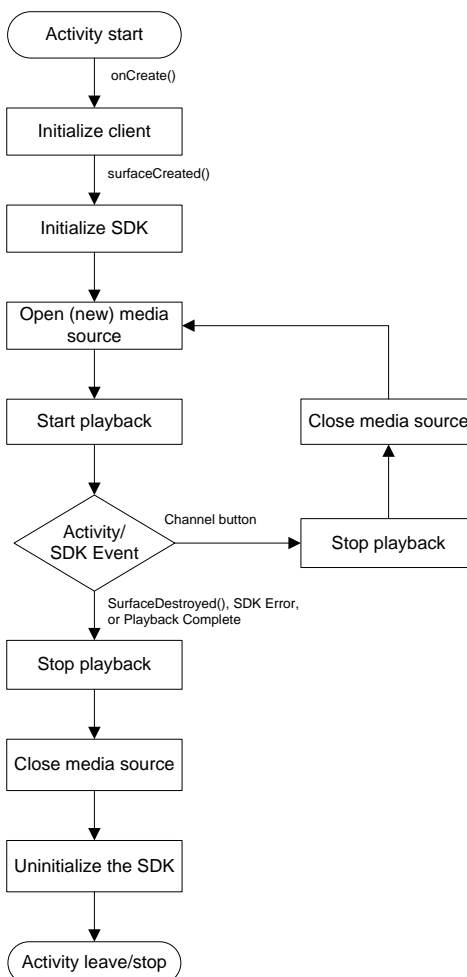 Activity start
onCreate()
Initialize client
surfaceCreated()
Initialize SDK
Open (new) media
source
Start playback
Close media source
Activity/
SDK Event
Channel button
Stop playback
SurfaceDestroyed(), SDK Error,
or Playback Complete
Stop playback
Close media source
Uninitialize the SDK
Activity leave/stop